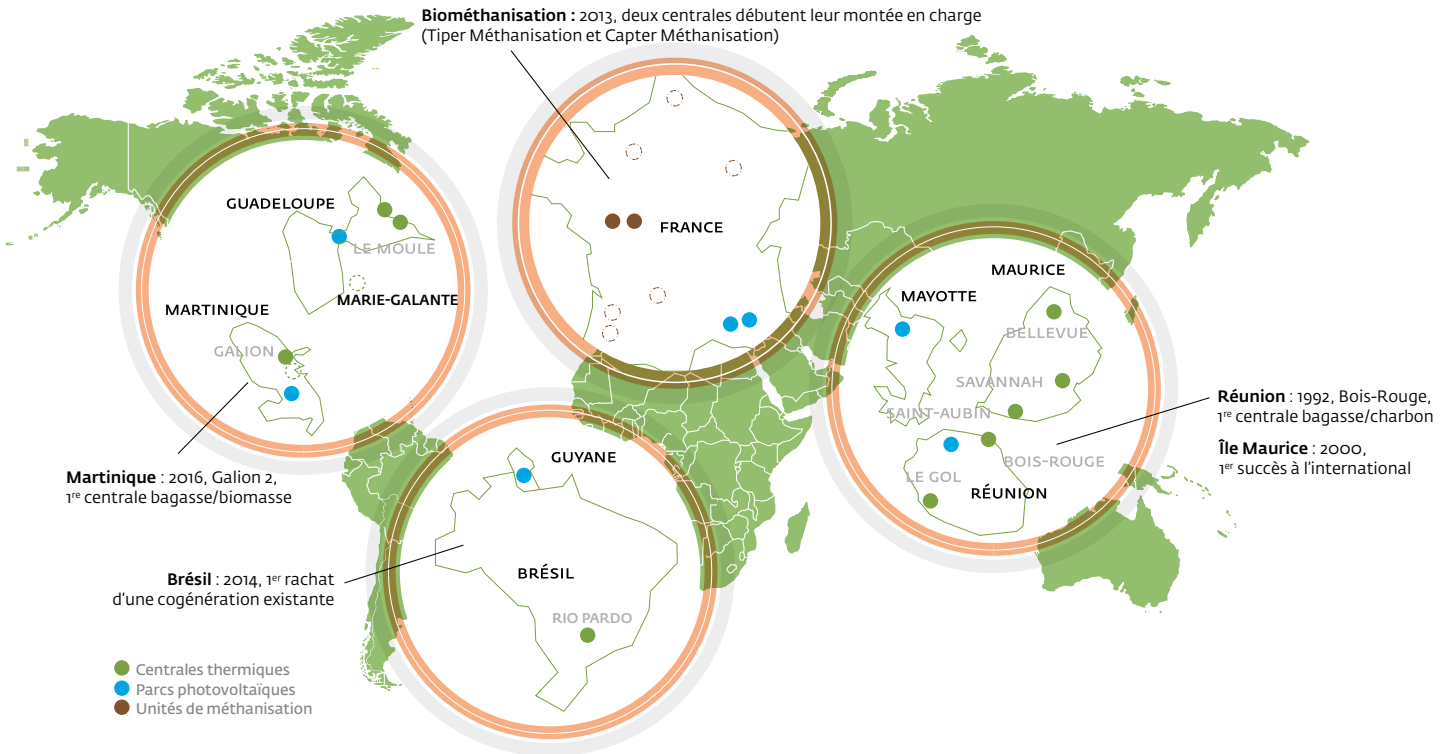 Biométhanisation : 2013, deux centrales débutent leur montée en charge
(Tiper Méthanisation et Capter Méthanisation)
GUADELOUPE
LE MOULE
MARIE-GALANTE
MARTINIQUE
GALION
Martinique : 2016, Galion 2,
1re centrale bagasse/biomasse
FRANCE
MAURICE
MAYOTTE
BELLEVUE
SAVANNAH
SAINT-AUBIN
BOIS-ROUGE
LE GOL
RÉUNION
Réunion : 1992, Bois-Rouge,
1re centrale bagasse/charbon
Île Maurice : 2000,
1er succès à l'international
GUYANE
BRÉSIL
RIO PARDO
Brésil : 2014, 1er rachat
d'une cogénération existante
Centrales thermiques
Parcs photovoltaïques
Unités de méthanisation